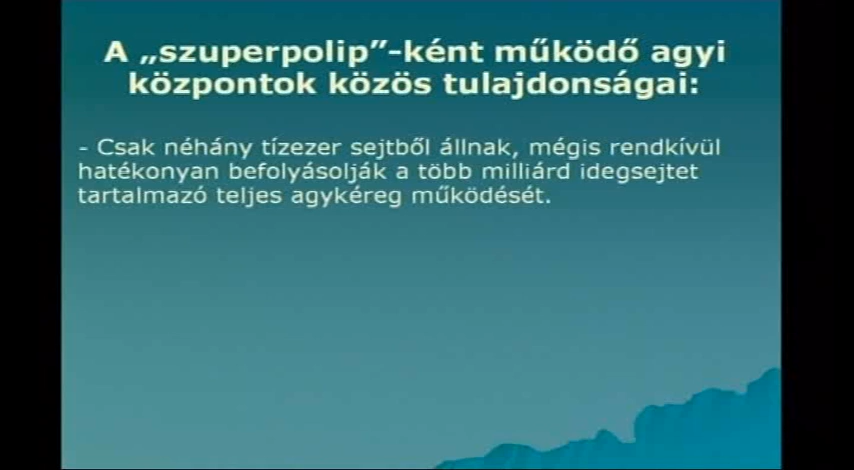 A „szuperpolip”-ként működő agyi
központok közös tulajdonságai:
- Csak néhány tízezer sejtből állnak, mégis rendkívül
hatékonyan befolyásolják a több milliárd idegsejtet
tartalmazó teljes agykéreg működését.